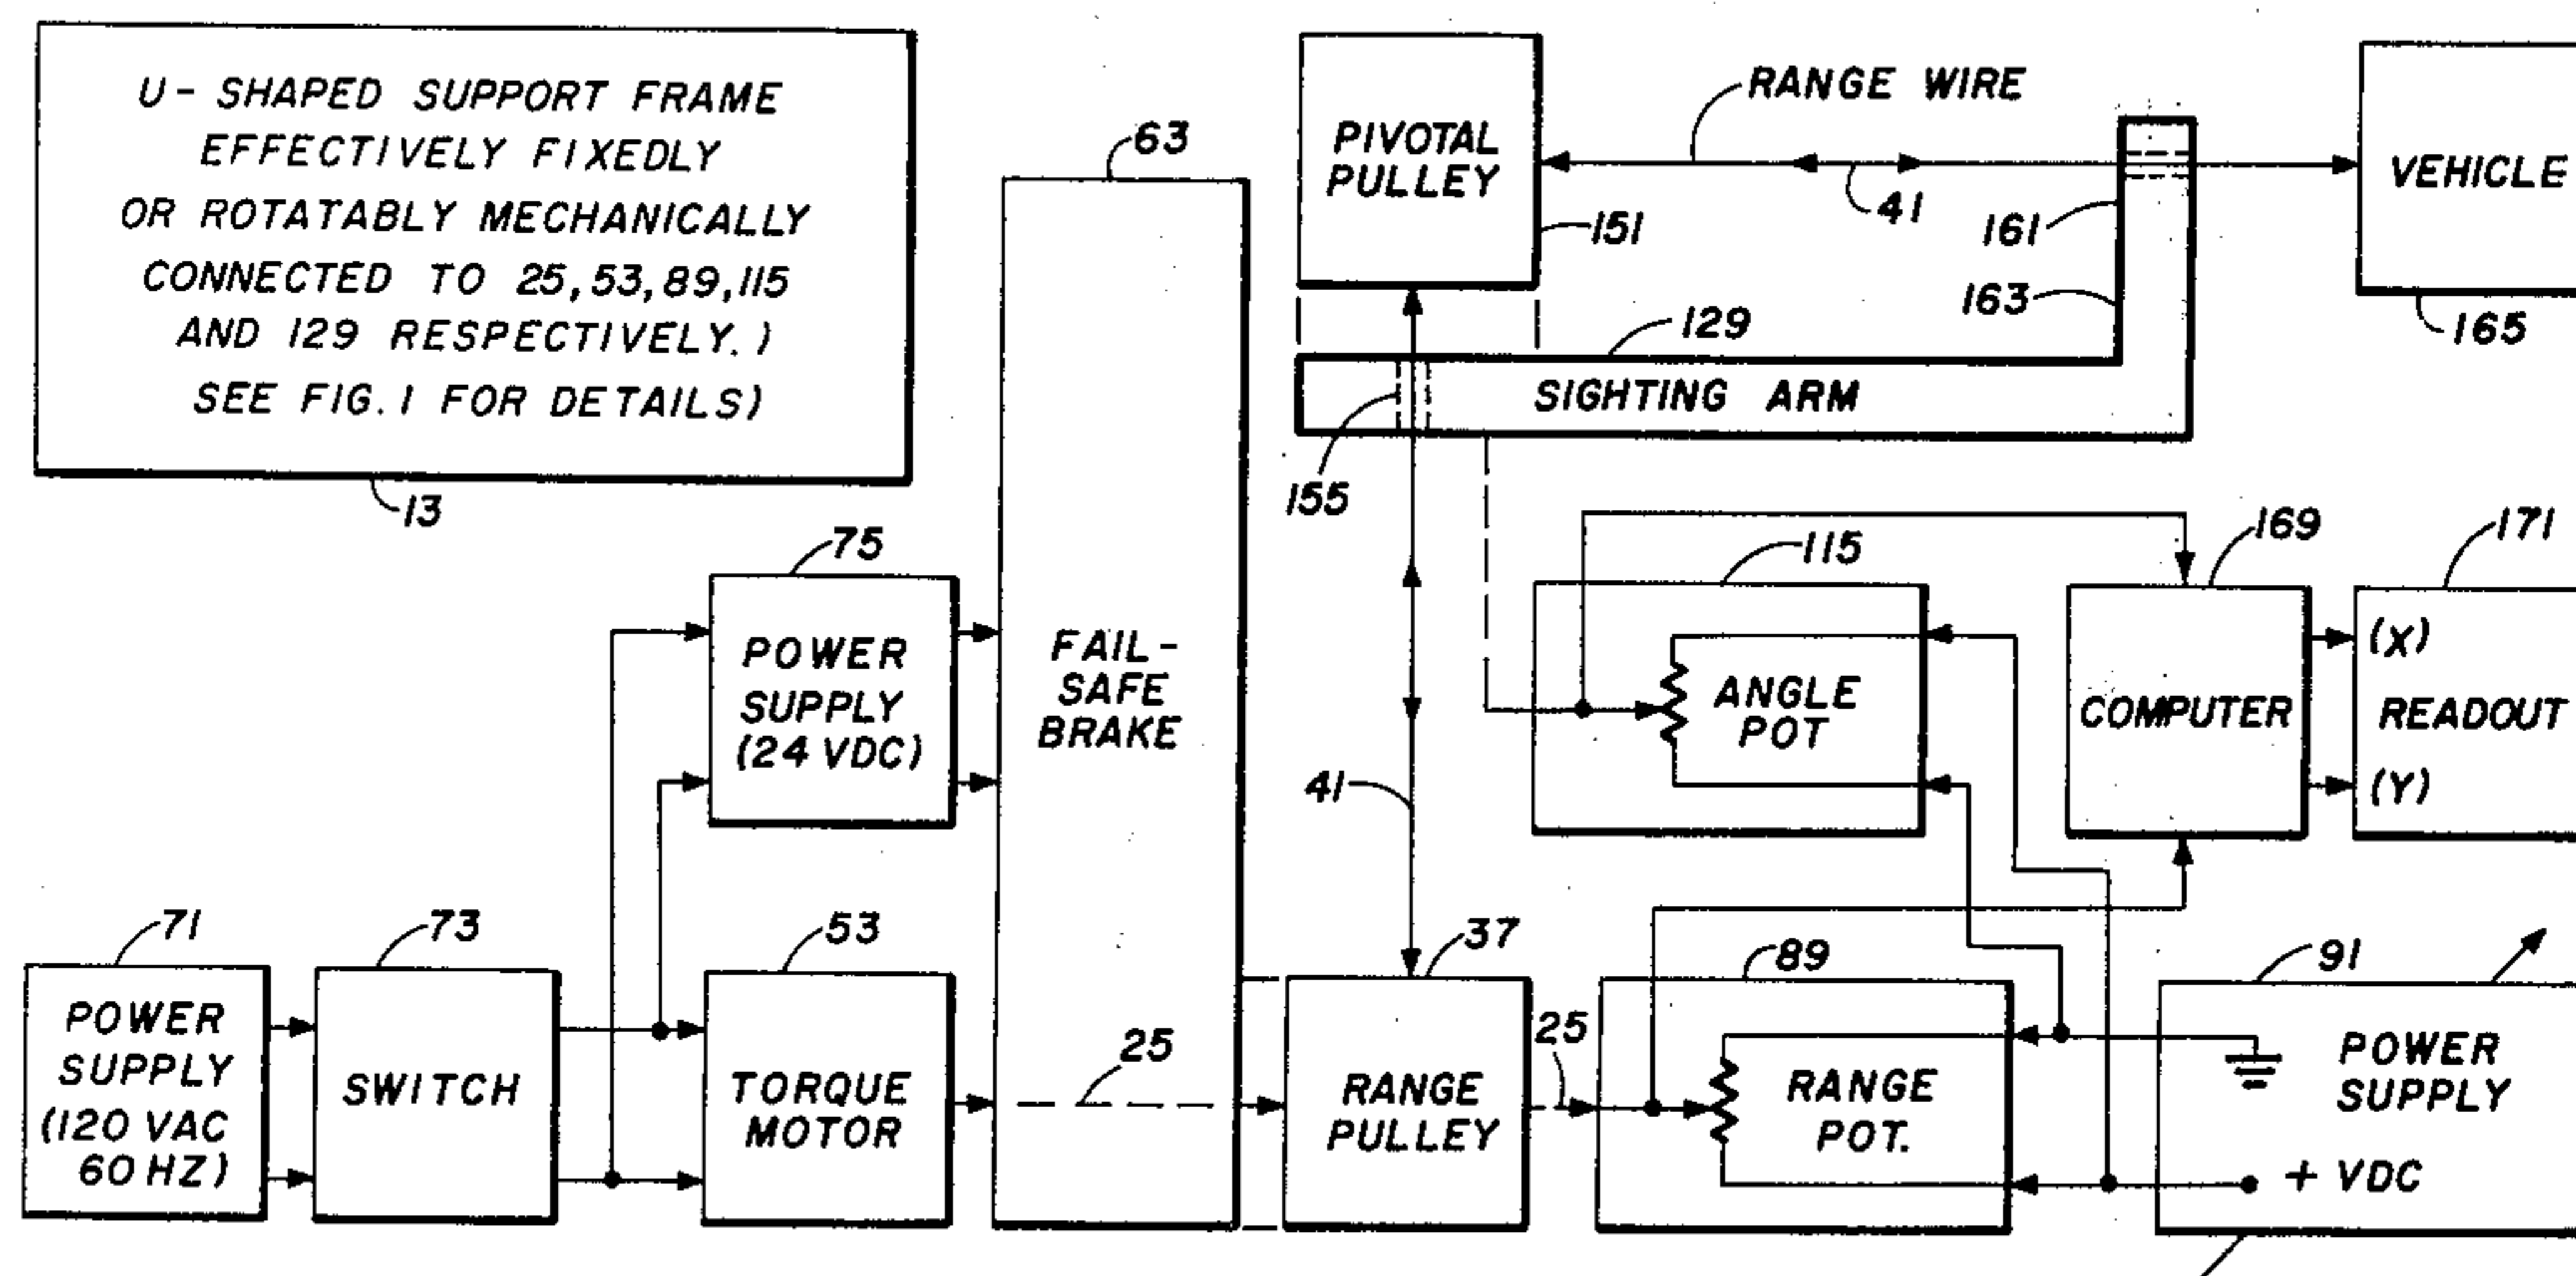 U- SHAPED SUPPORT FRAME
EFFECTIVELY FIXEDLY
OR ROTATABLY MECHANICALLY
CONNECTED TO 25,53,89,115
AND 129 RESPECTIVELY.)
SEE FIG. 1 FOR DETAILS)
13
63
PIVOTAL
PULLEY
151
RANGE WIRE
41
161
163
VEHICLE
165
129
SIGHTING ARM
155
75
POWER
SUPPLY
(24 VDC)
FAIL-
SAFE
BRAKE
41
115
ANGLE
POT
169
COMPUTER
171
(X)
READOUT
(Y)
71
POWER
SUPPLY
(120 VAC
60 HZ)
73
SWITCH
53
TORQUE
MOTOR
25
37
RANGE
PULLEY
25
89
RANGE
POT.
91
POWER
SUPPLY
+ VDC